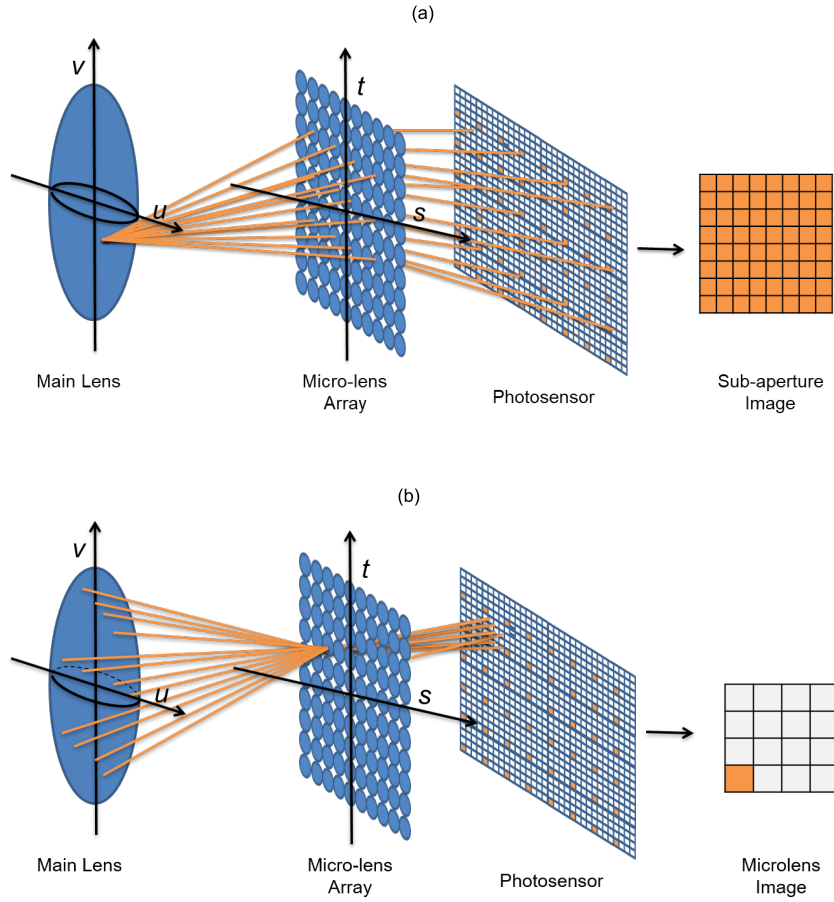 (a)
v
t
u
s
Main Lens
Micro-lens
Array
Photosensor
Sub-aperture
Image
(b)
v
t
u
s
Main Lens
Micro-lens
Array
Photosensor
Microlens
Image